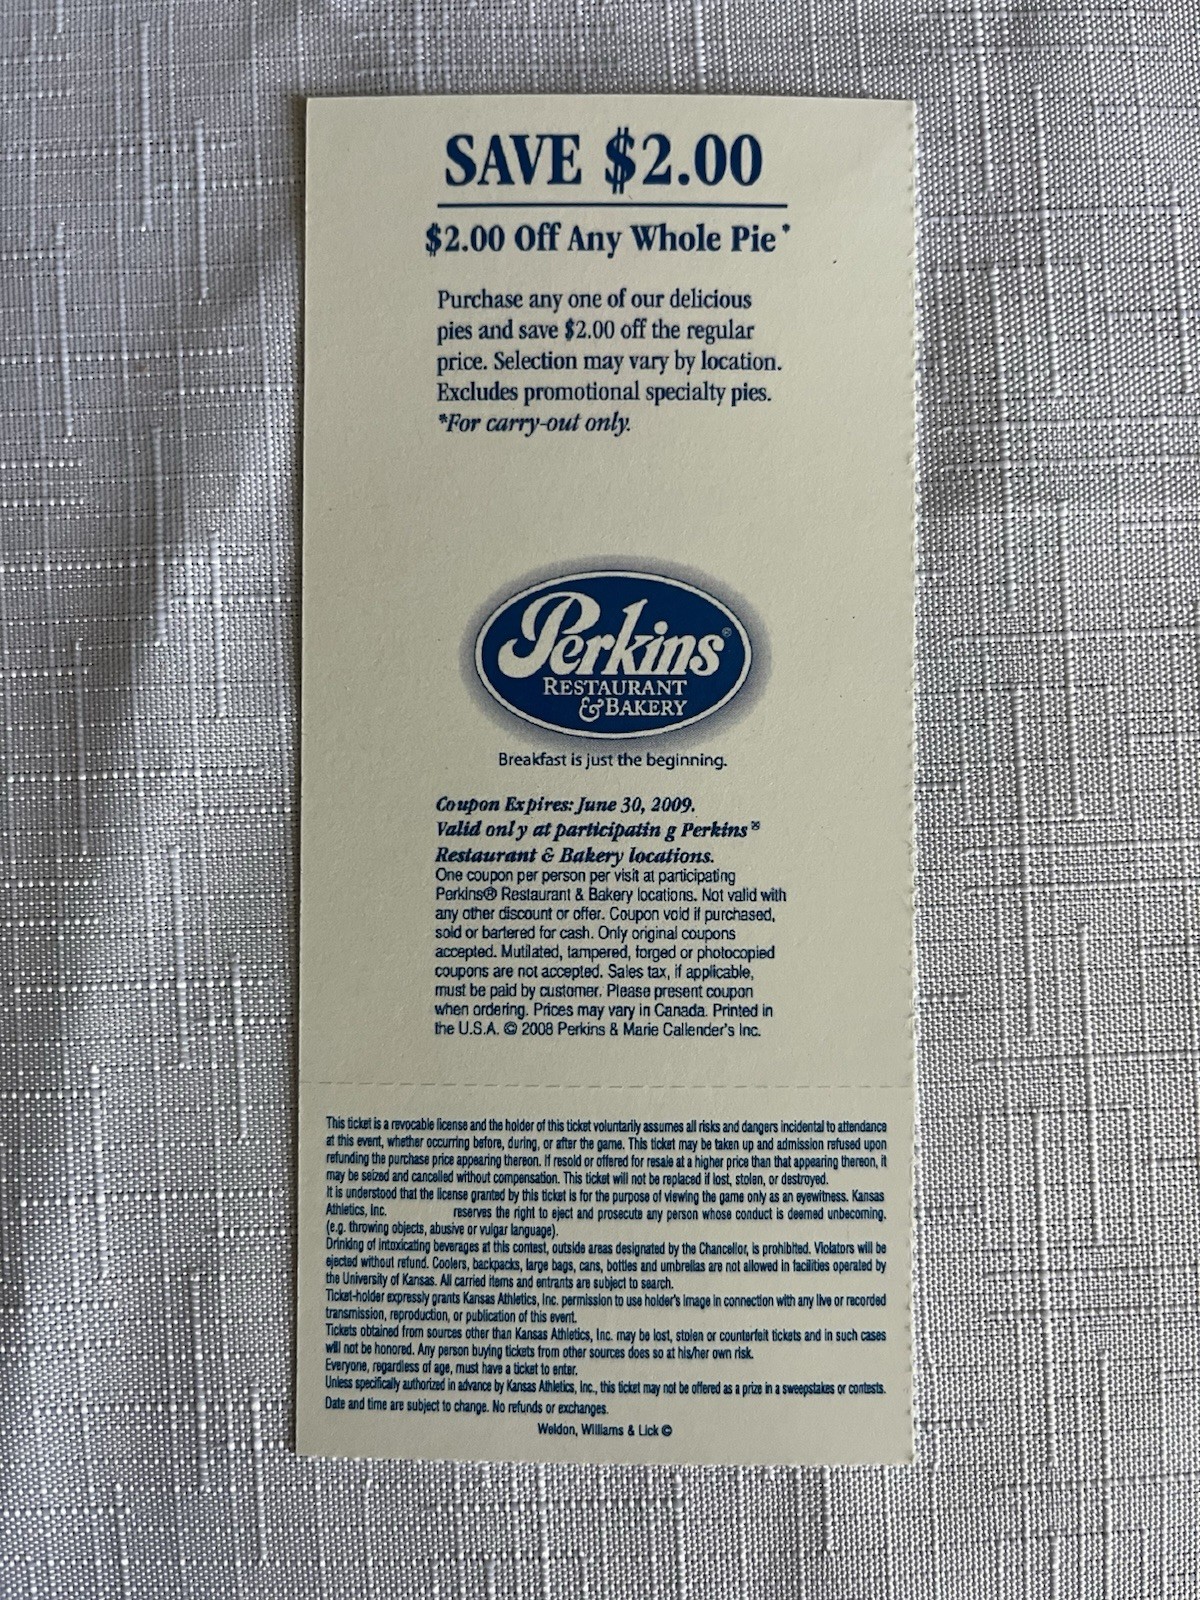 SAVE $2.00
$2.00 Off Any Whole Pie*
Purchase any one of our delicious
pies and save $2.00 off the regular
price. Selection may vary by location.
Excludes promotional specialty pies.
*For carry-out only.
Perkins®
RESTAURANT
& BAKERY
Breakfast is just the beginning.
Coupon Expires: June 30, 2009.
Valid only at participatin g Perkins®
Restaurant & Bakery locations.
One coupon per person per visit at participating
Perkins® Restaurant & Bakery locations. Not valid with
any other discount or offer. Coupon void if purchased,
sold or bartered for cash. Only original coupons
accepted. Mutilated, tampered, forged or photocopied
coupons are not accepted. Sales tax, if applicable,
must be paid by customer. Please present coupon
when ordering. Prices may vary in Canada. Printed in
the U.S.A. © 2008 Perkins & Marie Callender's Inc.
This ticket is a revocable license and the holder of this ticket voluntarily assumes all risks and dangers incidental to attendance
at this event, whether occurring before, during, or after the game. This ticket may be taken up and admission refused upon
refunding the purchase price appearing thereon. If resold or offered for resale at a higher price than that appearing thereon, it
may be seized and cancelled without compensation. This ticket will not be replaced if lost, stolen, or destroyed.
It is understood that the license granted by this ticket is for the purpose of viewing the game only as an eyewitness. Kansas
Athletics, Inc. reserves the right to eject and prosecute any person whose conduct is deemed unbecoming.
(e.g. throwing objects, abusive or vulgar language).
Drinking of intoxicating beverages at this contest, outside areas designated by the Chancellor, is prohibited. Violators will be
ejected without refund. Coolers, backpacks, large bags, cans, bottles and umbrellas are not allowed in facilities operated by
the University of Kansas. All carried items and entrants are subject to search.
Ticket-holder expressly grants Kansas Athletics, Inc. permission to use holder's image in connection with any live or recorded
transmission, reproduction, or publication of this event.
Tickets obtained from sources other than Kansas Athletics, Inc. may be lost, stolen or counterfeit tickets and in such cases
will not be honored. Any person buying tickets from other sources does so at his/her own risk.
Everyone, regardless of age, must have a ticket to enter.
Unless specifically authorized in advance by Kansas Athletics, Inc., this ticket may not be offered as a prize in a sweepstakes or contests.
Date and time are subject to change. No refunds or exchanges.
Weldon, Williams & Lick ©